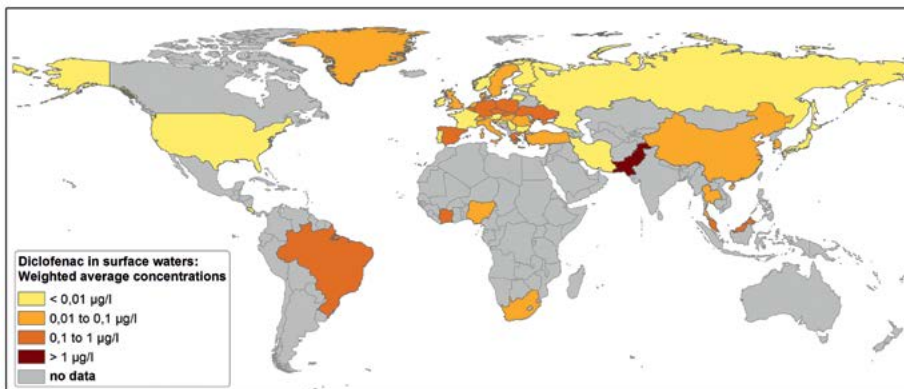 Diclofenac in surface waters:
Weighted average concentrations
< 0,01 µg/l
0,01 to 0,1 µg/l
0,1 to 1 µg/l
> 1 µg/l
no data